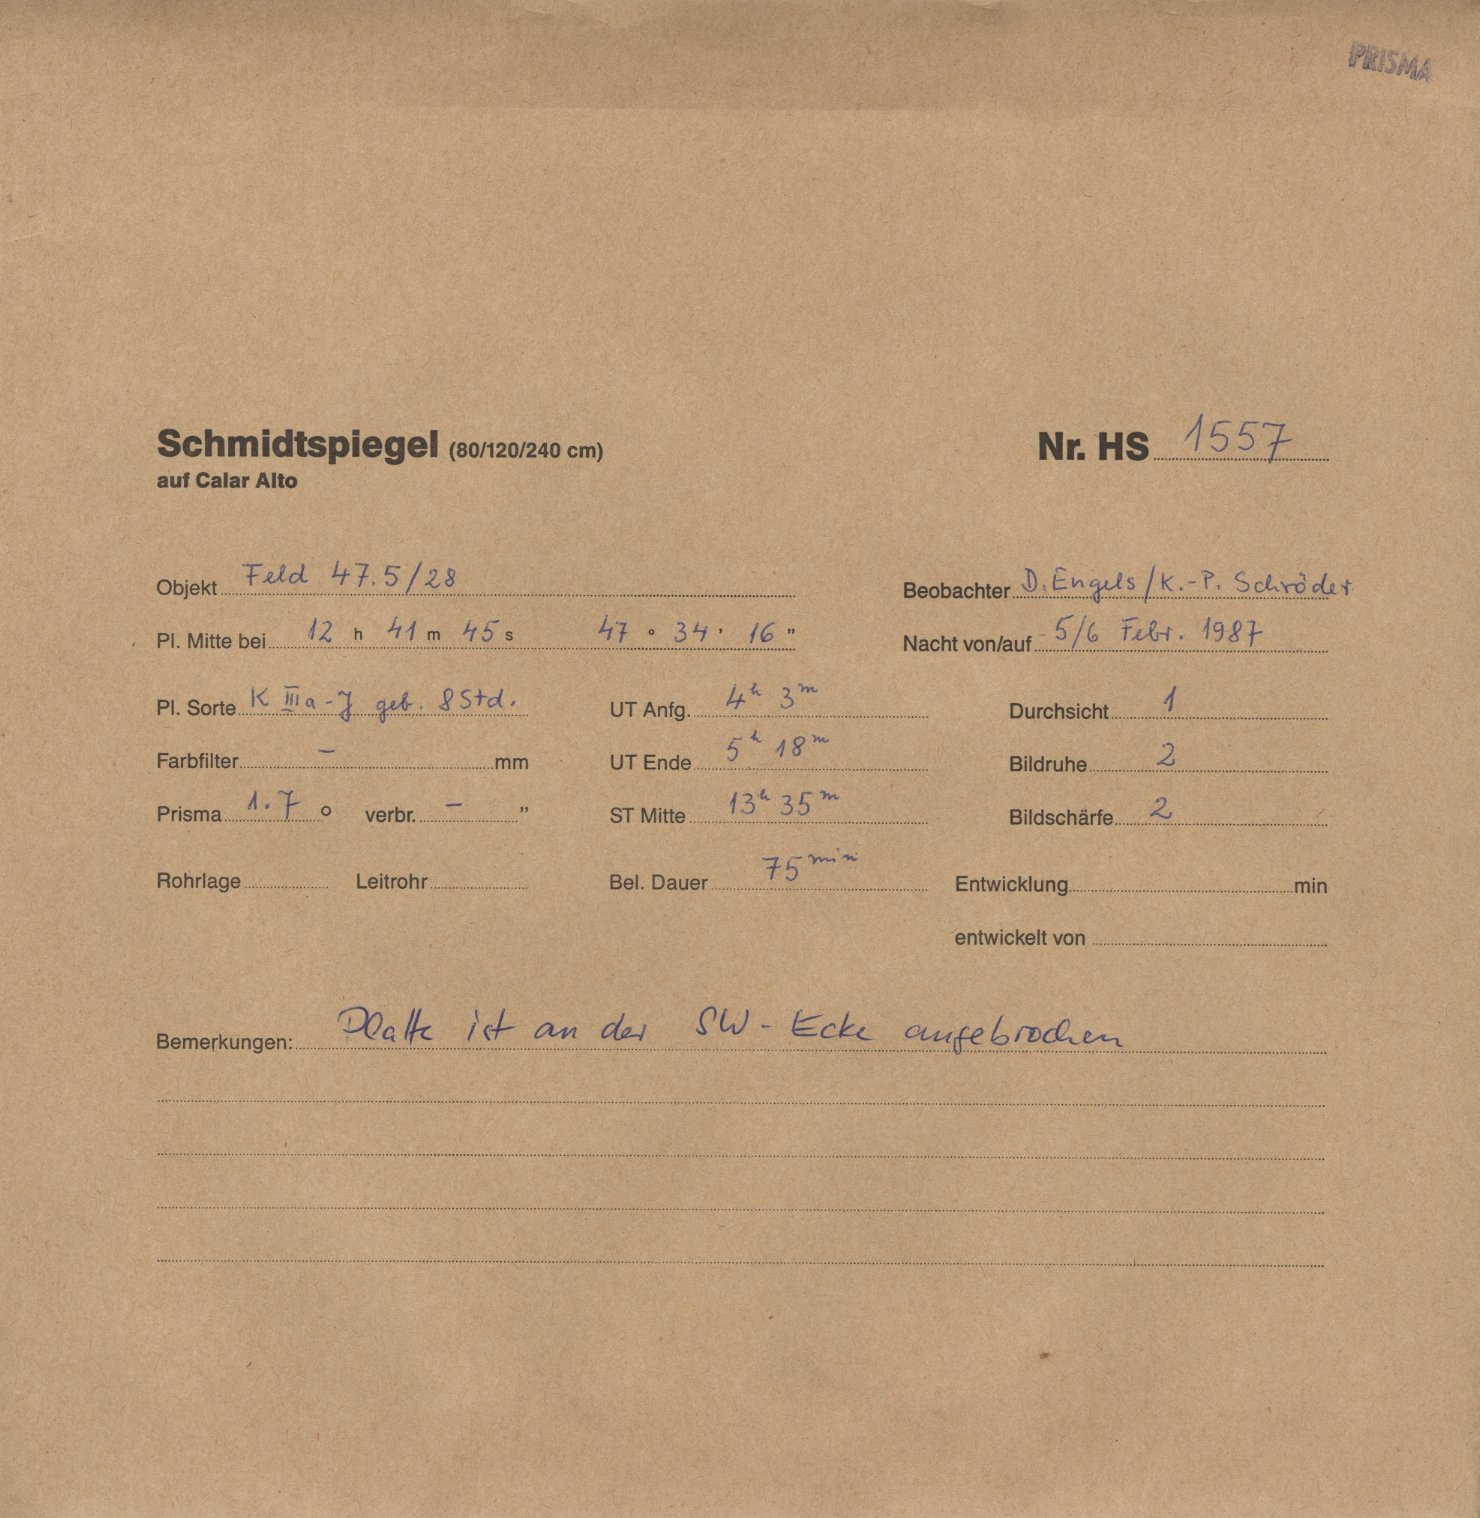 PRISMA
Schmidtspiegel (80/120/240 cm) Nr. HS 1557
auf Calar Alto
Objekt Feld 47.5/28 Beobachter D. Engels/K.-P. Schröder
Pl. Mitte bei 12 h 41 m 45 s 47 ° 34 ' 16 " Nacht von/auf 5/6 Febr. 1987
Pl. Sorte K IIIa-J geb. 8 Std. UT Anfg. 4h 3m Durchsicht 1
Farbfilter – mm UT Ende 5h 18m Bildruhe 2
Prisma 1.7 ° verbr. – " ST Mitte 13h 35m Bildschärfe 2
Rohrlage Leitrohr Bel. Dauer 75min Entwicklung min
entwickelt von
Bemerkungen: Platte ist an der SW-Ecke angebrochen